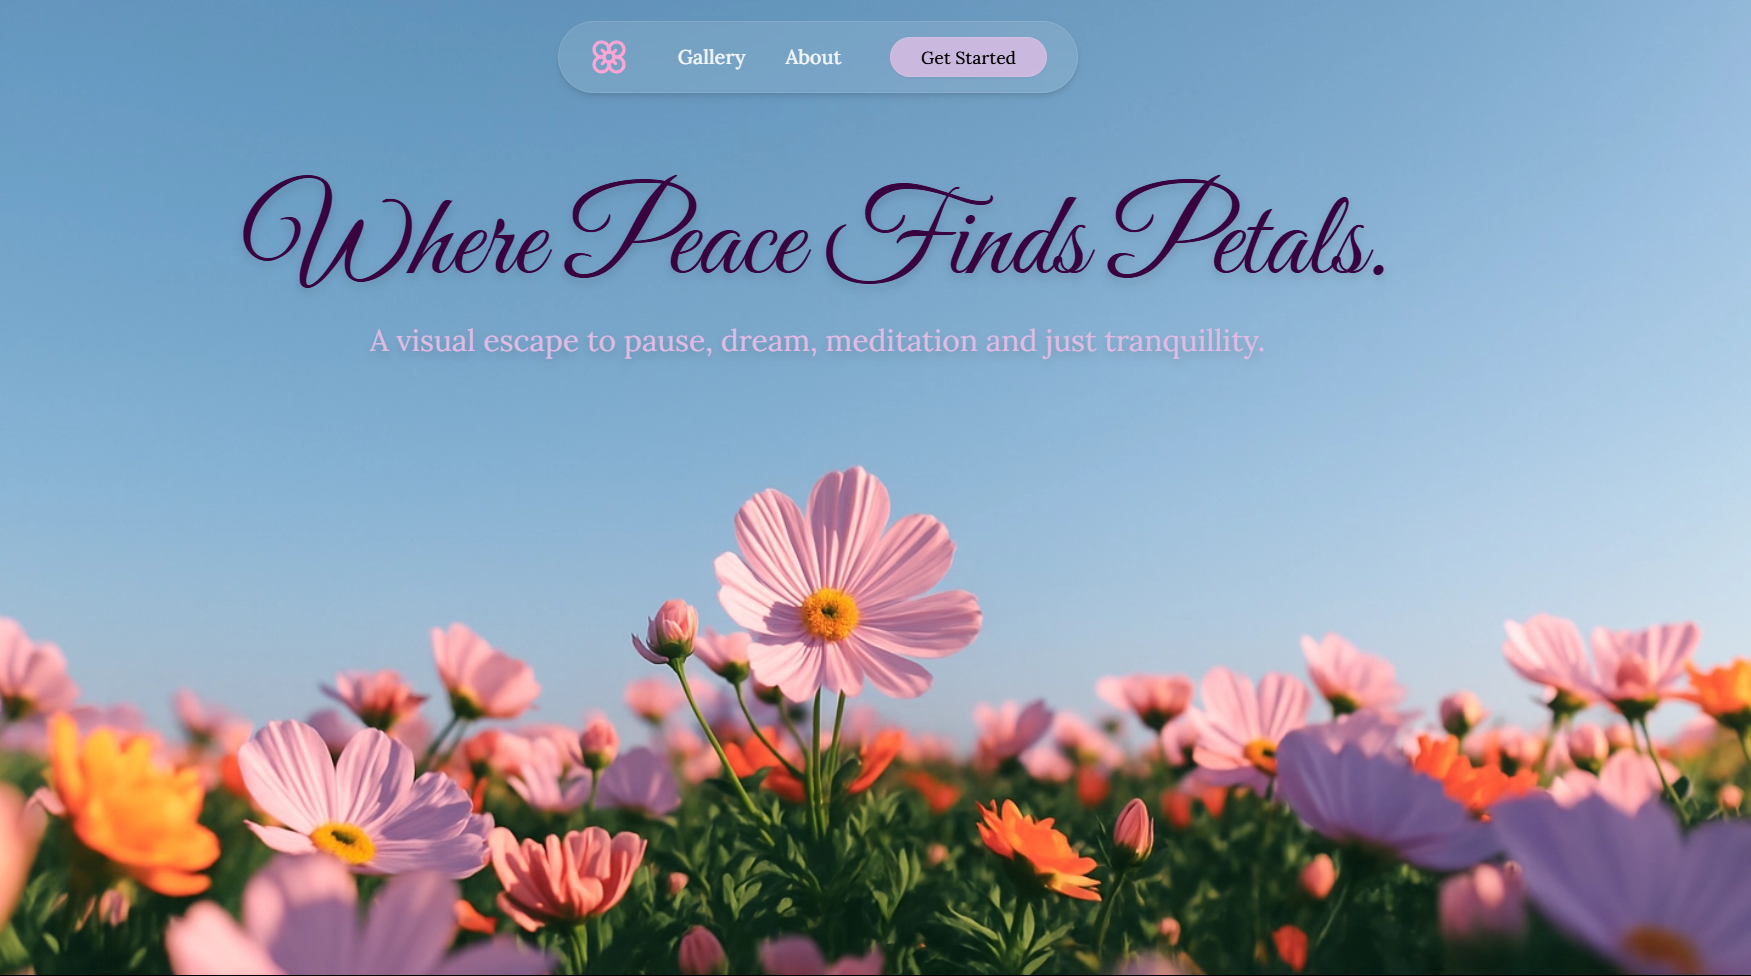 Gallery About Get Started
Where Peace Finds Petals.
A visual escape to pause, dream, meditation and just tranquillity.